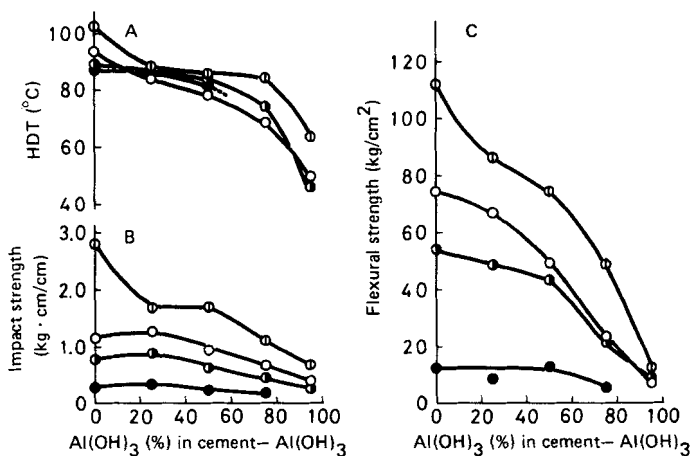 A
HDT (°C)
100
80
60
40
B
Impact strength
(kg · cm/cm)
3.0
2.0
1.0
0
0 20 40 60 80 100
Al(OH)3 (%) in cement— Al(OH)3
C
Flexural strength (kg/cm2)
120
100
80
60
40
20
0
0 20 40 60 80 100
Al(OH)3 (%) in cement— Al(OH)3